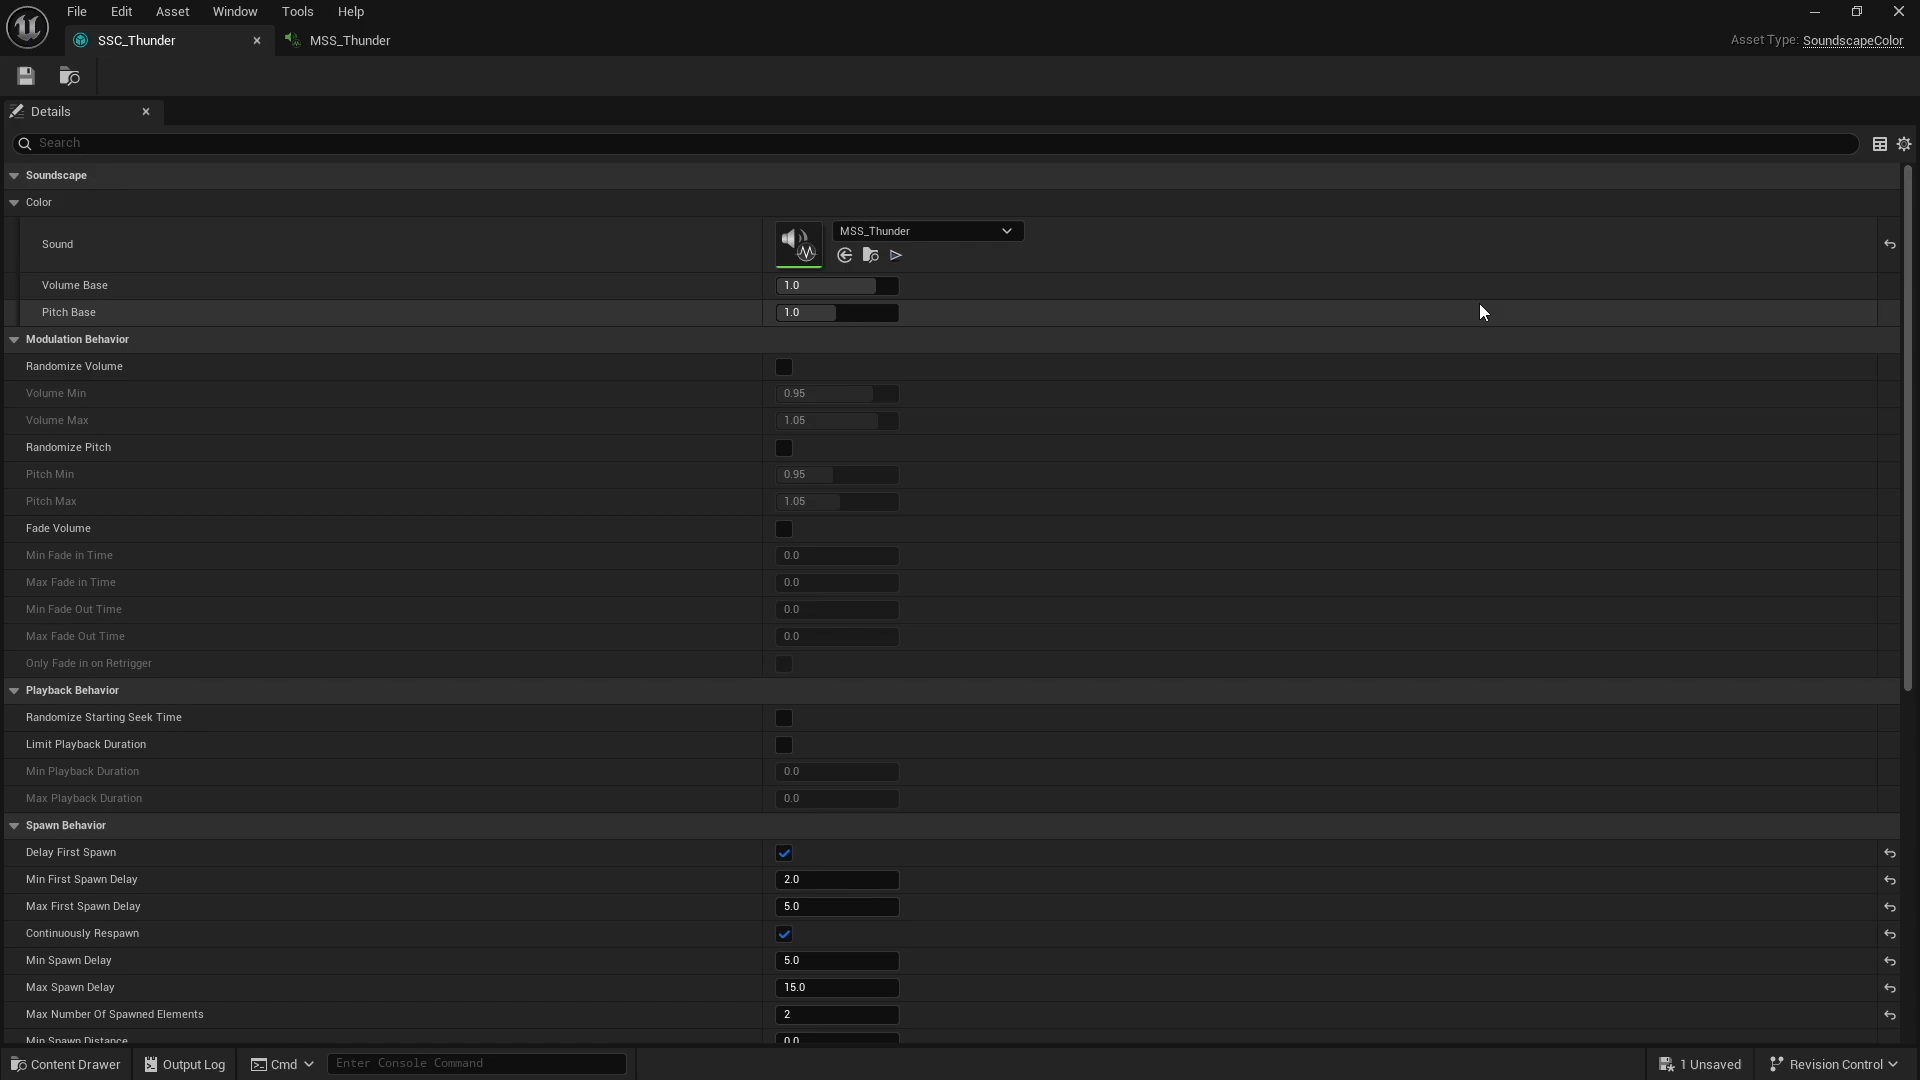 File Edit Asset Window Tools Help
SSC_Thunder
MSS_Thunder
Asset Type: SoundscapeColor
Details
Search
Soundscape
Color
Sound
MSS_Thunder
Volume Base 1.0
Pitch Base 1.0
Modulation Behavior
Randomize Volume
Volume Min 0.95
Volume Max 1.05
Randomize Pitch
Pitch Min 0.95
Pitch Max 1.05
Fade Volume
Min Fade in Time 0.0
Max Fade in Time 0.0
Min Fade Out Time 0.0
Max Fade Out Time 0.0
Only Fade in on Retrigger
Playback Behavior
Randomize Starting Seek Time
Limit Playback Duration
Min Playback Duration 0.0
Max Playback Duration 0.0
Spawn Behavior
Delay First Spawn
Min First Spawn Delay 2.0
Max First Spawn Delay 5.0
Continuously Respawn
Min Spawn Delay 5.0
Max Spawn Delay 15.0
Max Number Of Spawned Elements 2
Min Spawn Distance 0.0
Content Drawer Output Log Cmd Enter Console Command 1 Unsaved Revision Control